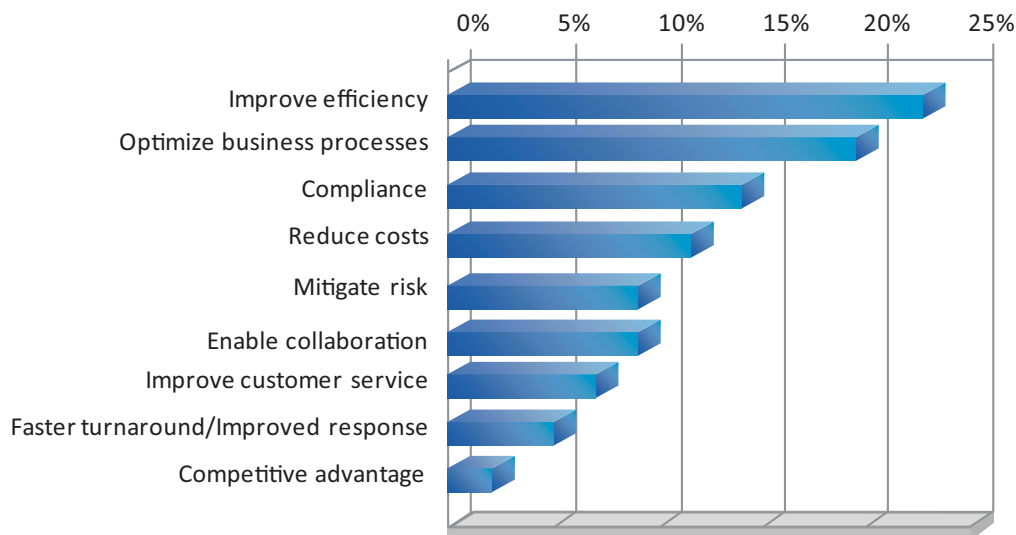 0% 5% 10% 15% 20% 25%
Improve efficiency
Optimize business processes
Compliance
Reduce costs
Mitigate risk
Enable collaboration
Improve customer service
Faster turnaround/Improved response
Competitive advantage